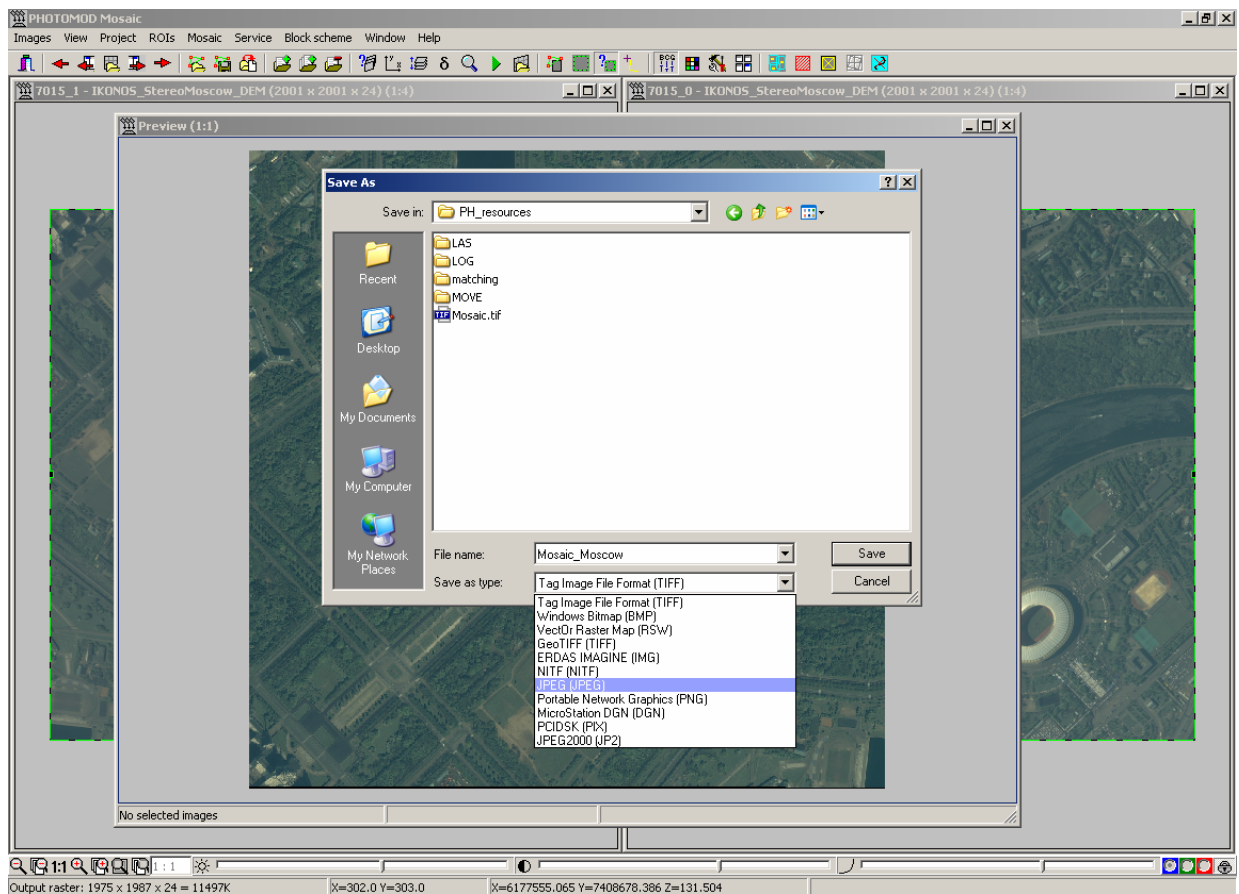 PHOTOMOD Mosaic
Images View Project ROIs Mosaic Service Block scheme Window Help
7015_1 - IKONOS_StereoMoscow_DEM (2001 x 2001 x 24) (1:4)
7015_0 - IKONOS_StereoMoscow_DEM (2001 x 2001 x 24) (1:4)
Preview (1:1)
Save As
Save in:
PH_resources
Recent
Desktop
My Documents
My Computer
My Network
Places
LAS
LOG
matching
MOVE
Mosaic.tif
File name:
Mosaic_Moscow
Save
Save as type:
Tag Image File Format (TIFF)
Cancel
Tag Image File Format (TIFF)
Windows Bitmap (BMP)
VectOr Raster Map (RSW)
GeoTIFF (TIFF)
ERDAS IMAGINE (IMG)
NITF (NITF)
JPEG (JPEG)
Portable Network Graphics (PNG)
MicroStation DGN (DGN)
PCIDSK (PIX)
JPEG2000 (JP2)
No selected images
1:1
1 : 1
Output raster: 1975 x 1987 x 24 = 11497K
X=302.0 Y=303.0
X=6177555.065 Y=7408678.386 Z=131.504